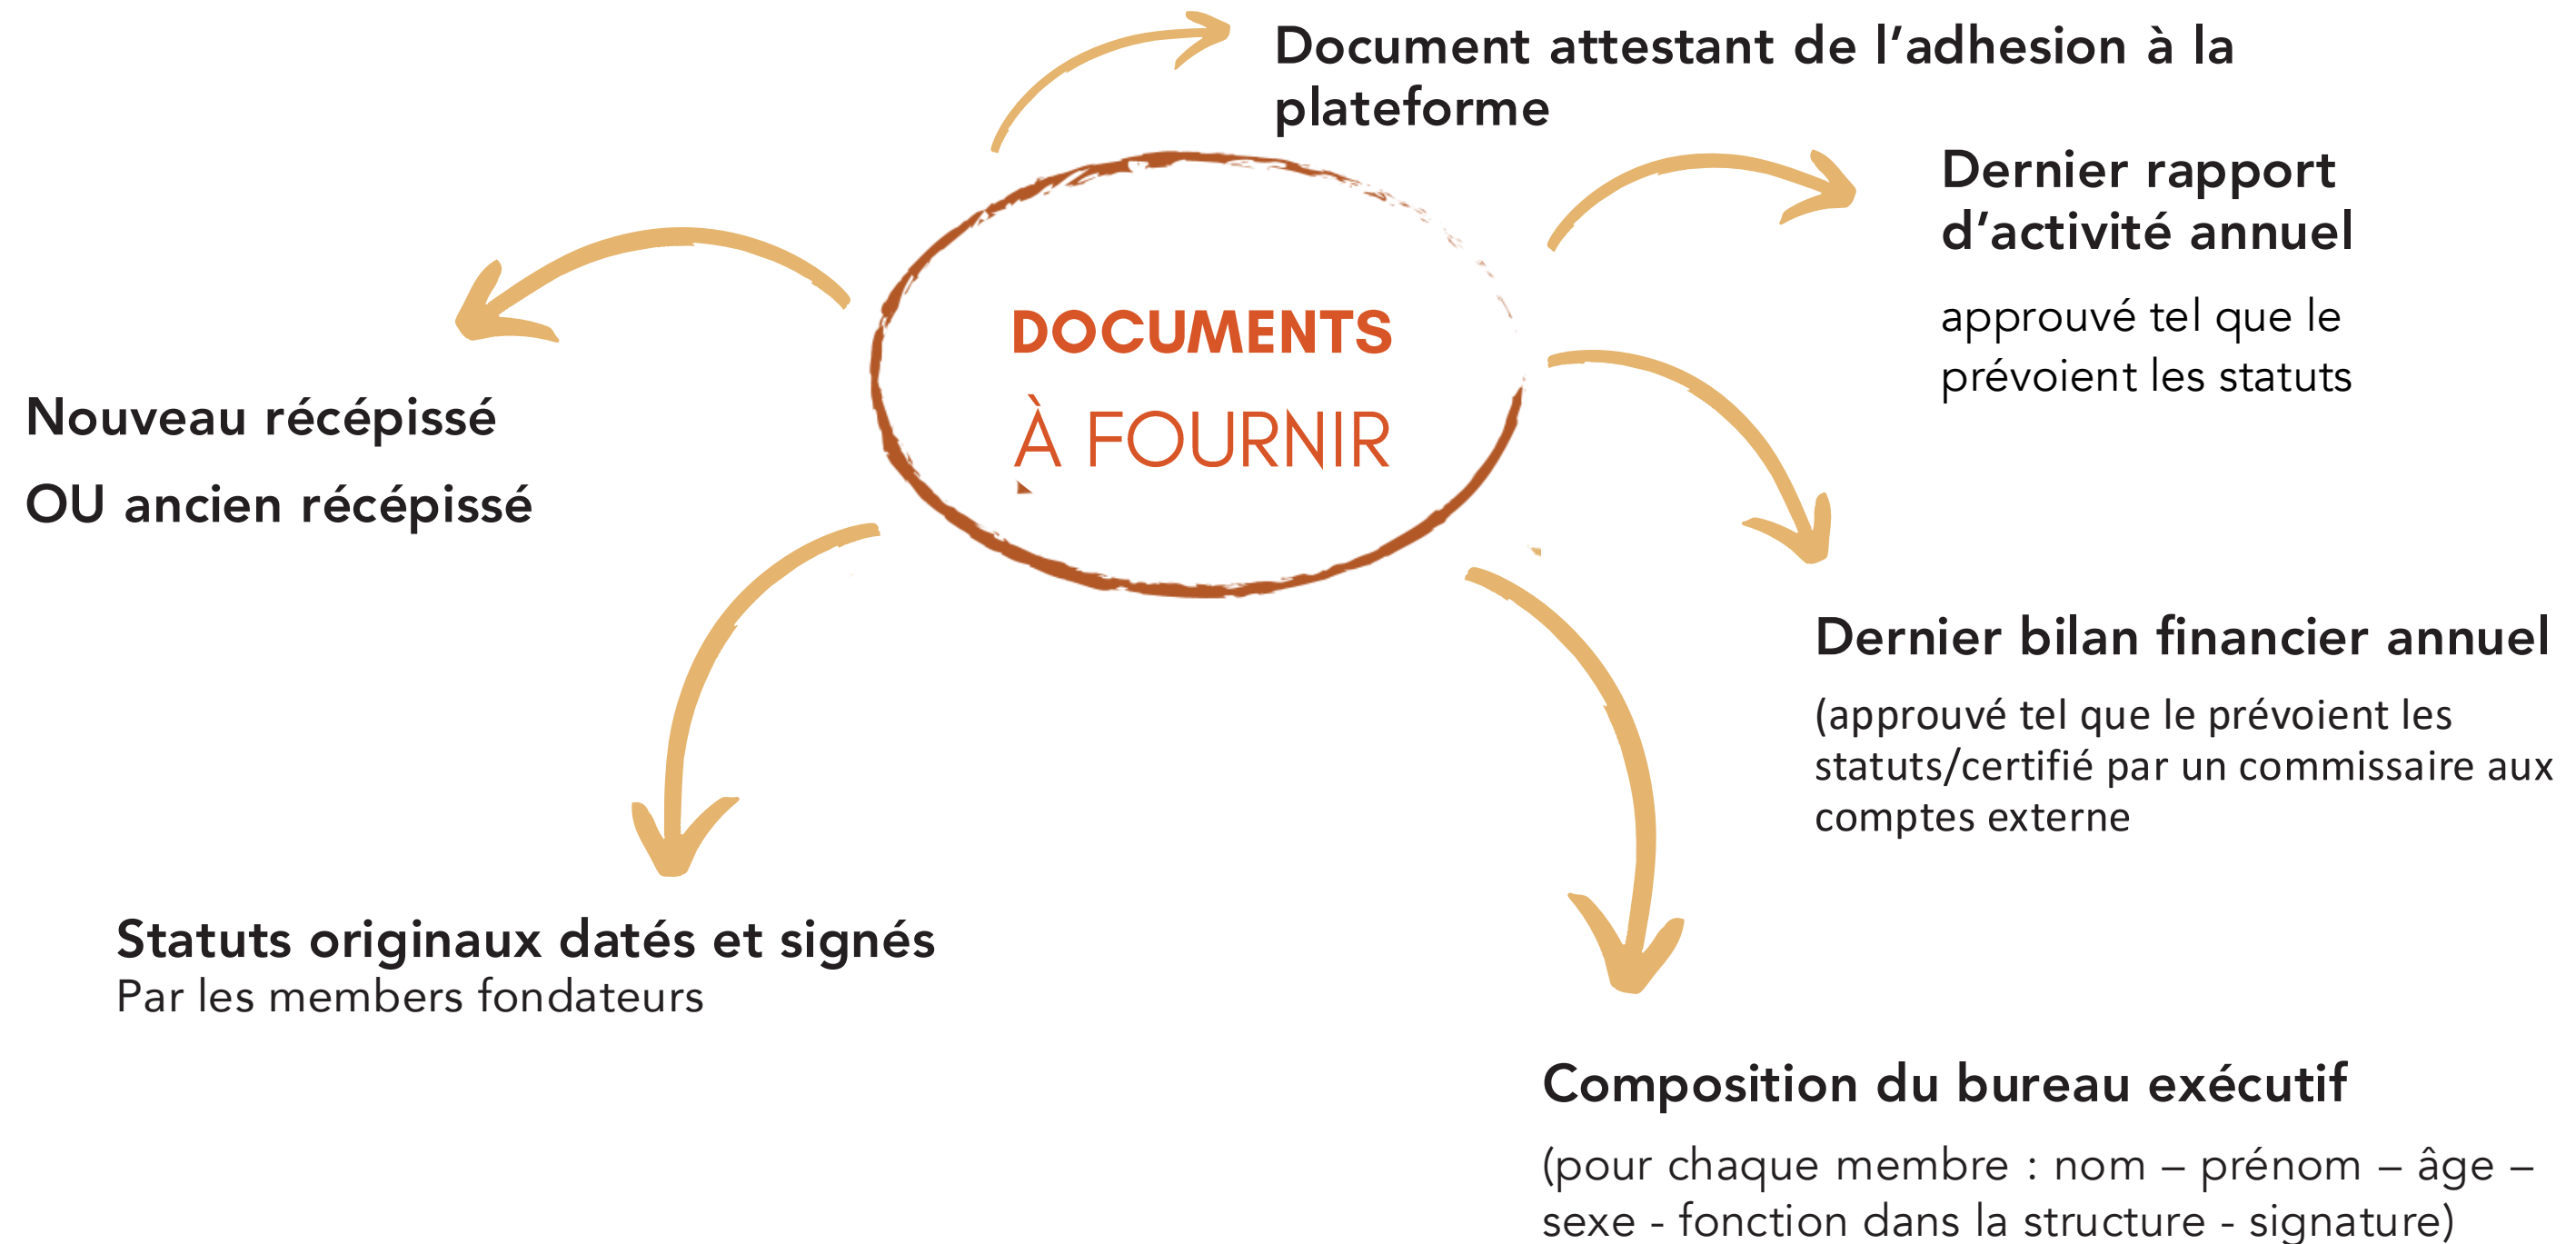 Document attestant de l’adhesion à la
plateforme
Dernier rapport
d’activité annuel
approuvé tel que le
prévoient les statuts
DOCUMENTS
À FOURNIR
Nouveau récépissé
OU ancien récépissé
Dernier bilan financier annuel
(approuvé tel que le prévoient les
statuts/certifié par un commissaire aux
comptes externe
Statuts originaux datés et signés
Par les members fondateurs
Composition du bureau exécutif
(pour chaque membre : nom – prénom – âge –
sexe - fonction dans la structure - signature)